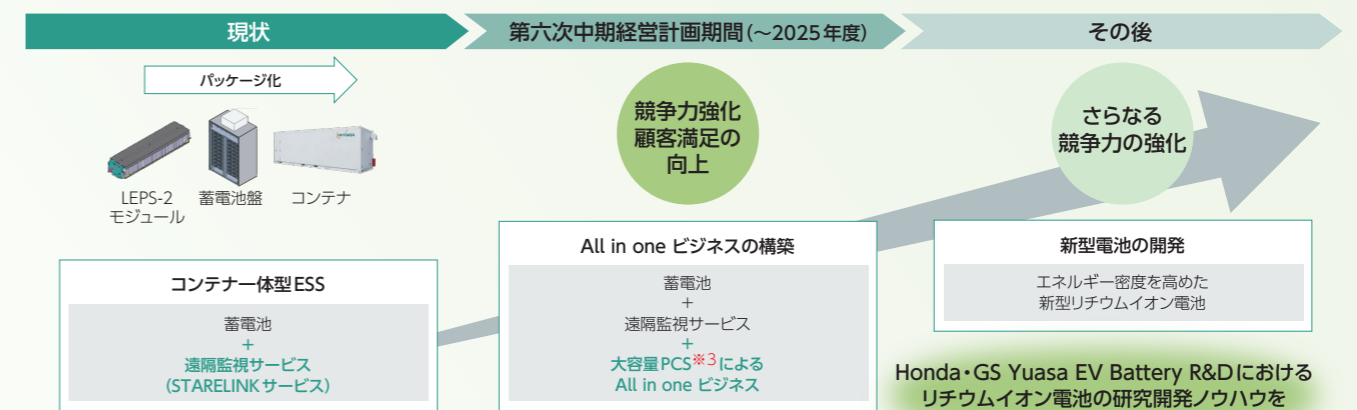 現状
第六次中期経営計画期間(～2025年度)
その後
パッケージ化
LEPS-2
モジュール
蓄電池盤
コンテナ
競争力強化
顧客満足の
向上
さらなる
競争力の強化
コンテナ一体型ESS
蓄電池
+
遠隔監視サービス
(STARELINKサービス)
All in one ビジネスの構築
蓄電池
+
遠隔監視サービス
+
大容量PCS※3による
All in one ビジネス
新型電池の開発
エネルギー密度を高めた
新型リチウムイオン電池
Honda・GS Yuasa EV Battery R&Dにおける
リチウムイオン電池の研究開発ノウハウを